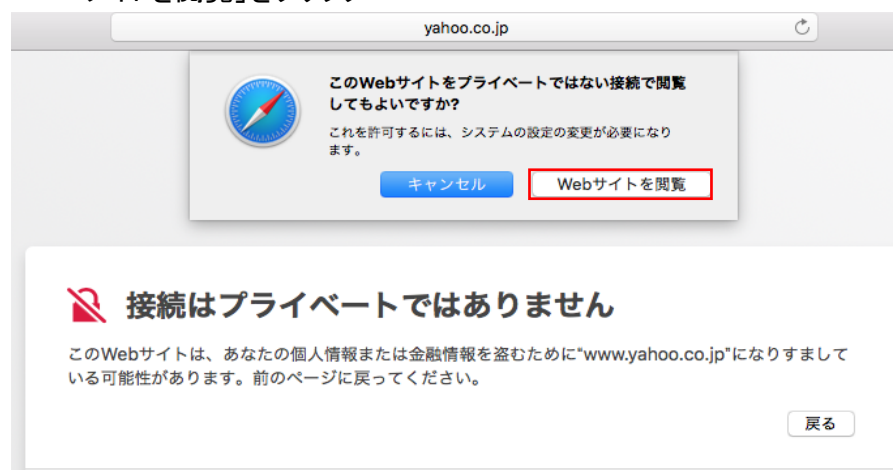 yahoo.co.jp
このWebサイトをプライベートではない接続で閲覧
してもよいですか?
これを許可するには、システムの設定の変更が必要になり
ます。
キャンセル
Webサイトを閲覧
接続はプライベートではありません
このWebサイトは、あなたの個人情報または金融情報を盗むために“www.yahoo.co.jp”になりすまして
いる可能性があります。前のページに戻ってください。
戻る